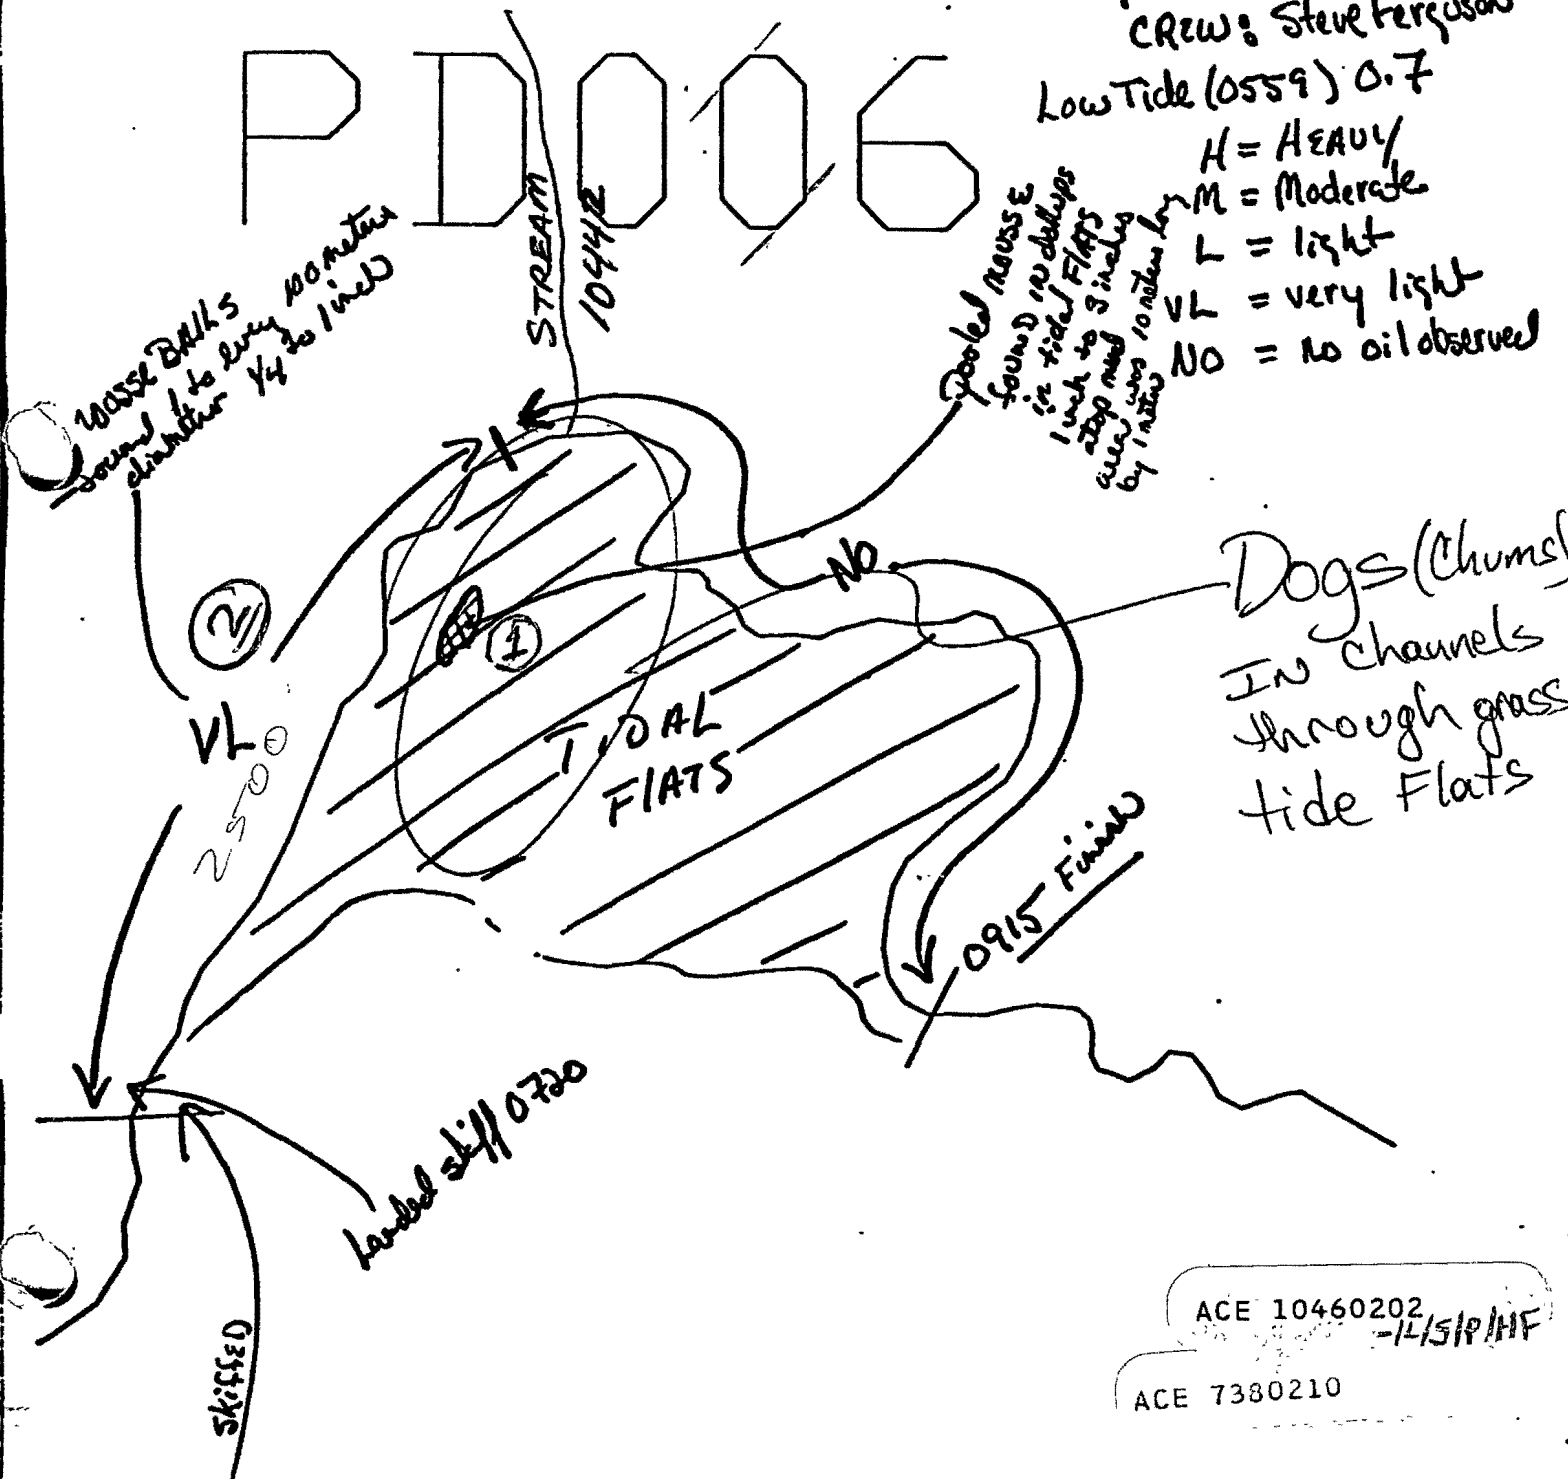 CREW: Steve Ferguson
PD006
Low Tide (0559) 0.7
H = HEAVY
M = Moderate
L = light
VL = very light
NO = no oil observed
STREAM
10442
MOUSSE BALLS
found 1 to every 100 meters
diameter 1/4 to 1 inch
Pooled MOUSSE
found IN dollups
in tidal FLATS
1 inch to 3 inches
atop mud
area was 10 meters long
by 1 meter
NO
Dogs (Chums)
IN channels
through grass
tide Flats
2
1
VL
2500
TIDAL
FLATS
0915 Finish
Landed skiff 0720
SKIFFED
ACE 10460202
ACE 7380210